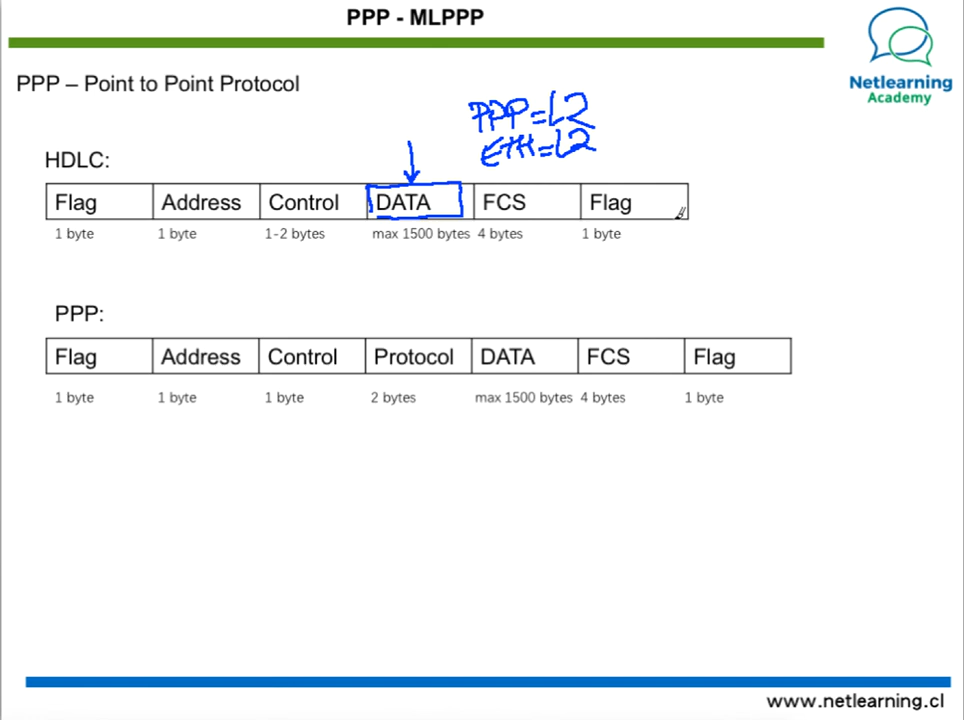 PPP - MLPPP
Netlearning
Academy
PPP – Point to Point Protocol
PPP=L2
ETH=L2
HDLC:
Flag Address Control DATA FCS Flag
1 byte 1 byte 1-2 bytes max 1500 bytes 4 bytes 1 byte
PPP:
Flag Address Control Protocol DATA FCS Flag
1 byte 1 byte 1 byte 2 bytes max 1500 bytes 4 bytes 1 byte
www.netlearning.cl